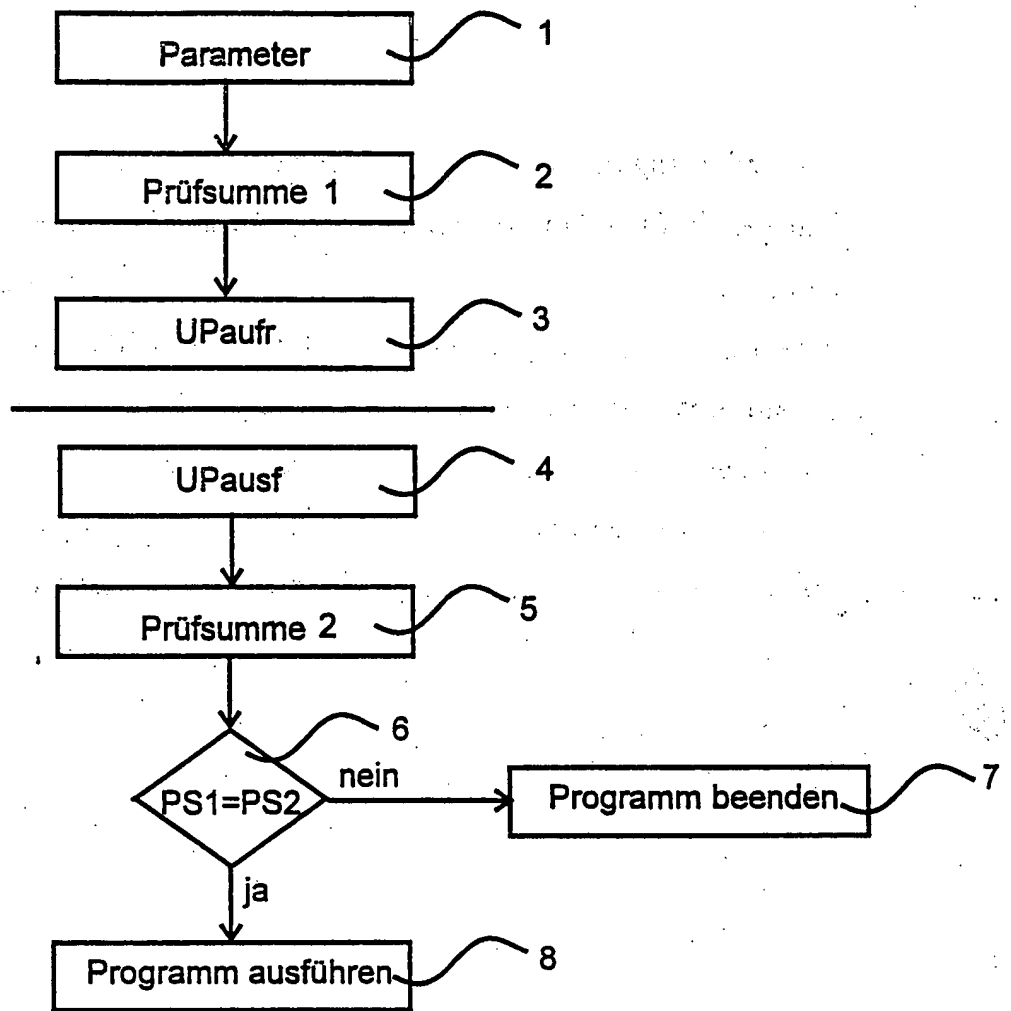 Parameter
1
Prüfsumme 1
2
UPaufr
3
UPausf
4
Prüfsumme 2
5
6
PS1=PS2
nein
Programm beenden
7
ja
Programm ausführen
8